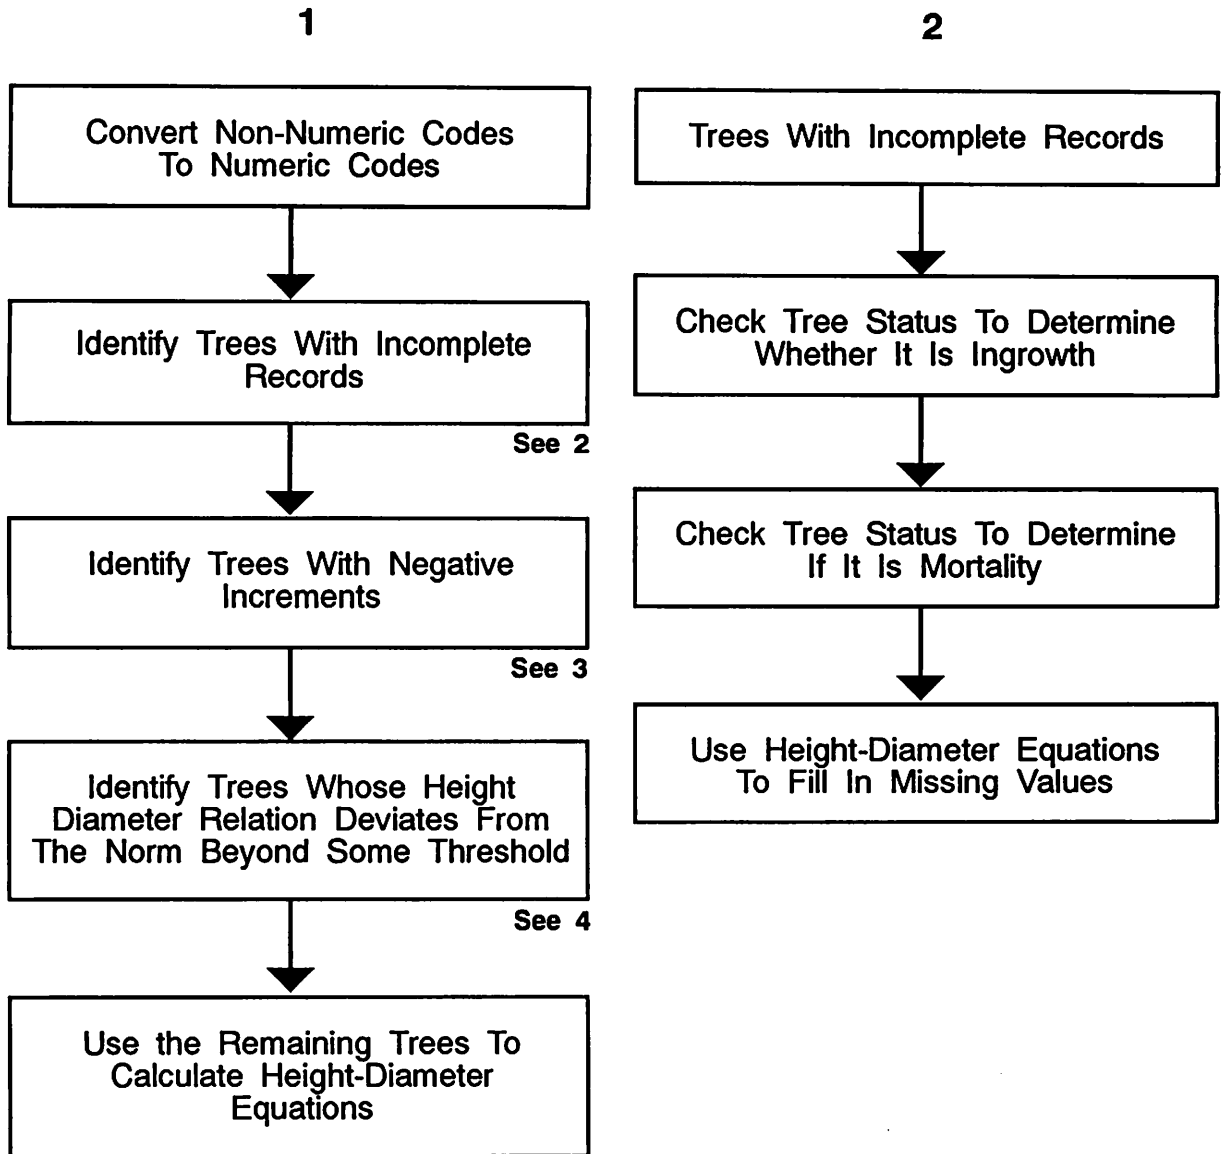 1
Convert Non-Numeric Codes
To Numeric Codes
Identify Trees With Incomplete
Records
See 2
Identify Trees With Negative
Increments
See 3
Identify Trees Whose Height
Diameter Relation Deviates From
The Norm Beyond Some Threshold
See 4
Use the Remaining Trees To
Calculate Height-Diameter
Equations
2
Trees With Incomplete Records
Check Tree Status To Determine
Whether It Is Ingrowth
Check Tree Status To Determine
If It Is Mortality
Use Height-Diameter Equations
To Fill In Missing Values